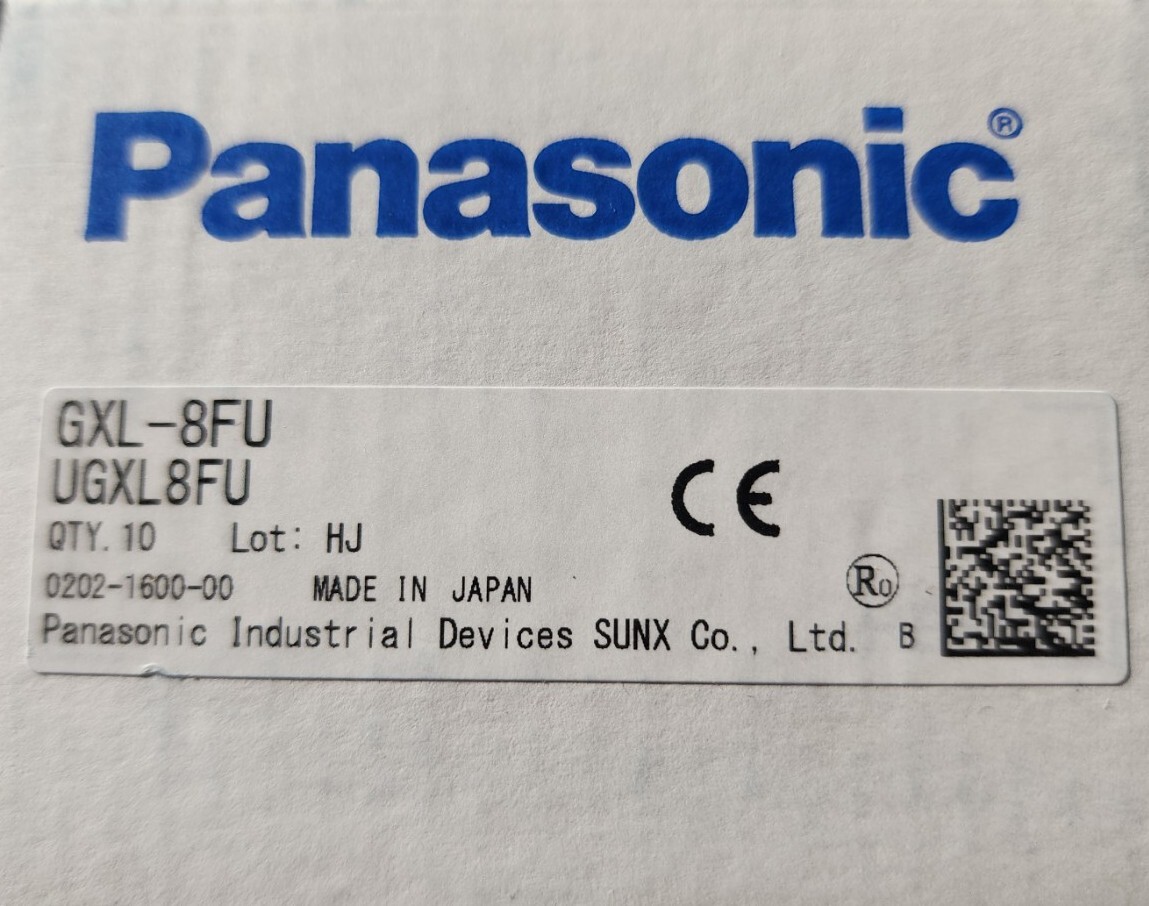 Panasonic®
GXL-8FU
UGXL8FU
QTY. 10 Lot: HJ
CE
0202-1600-00 MADE IN JAPAN
Ro
Panasonic Industrial Devices SUNX Co., Ltd. B